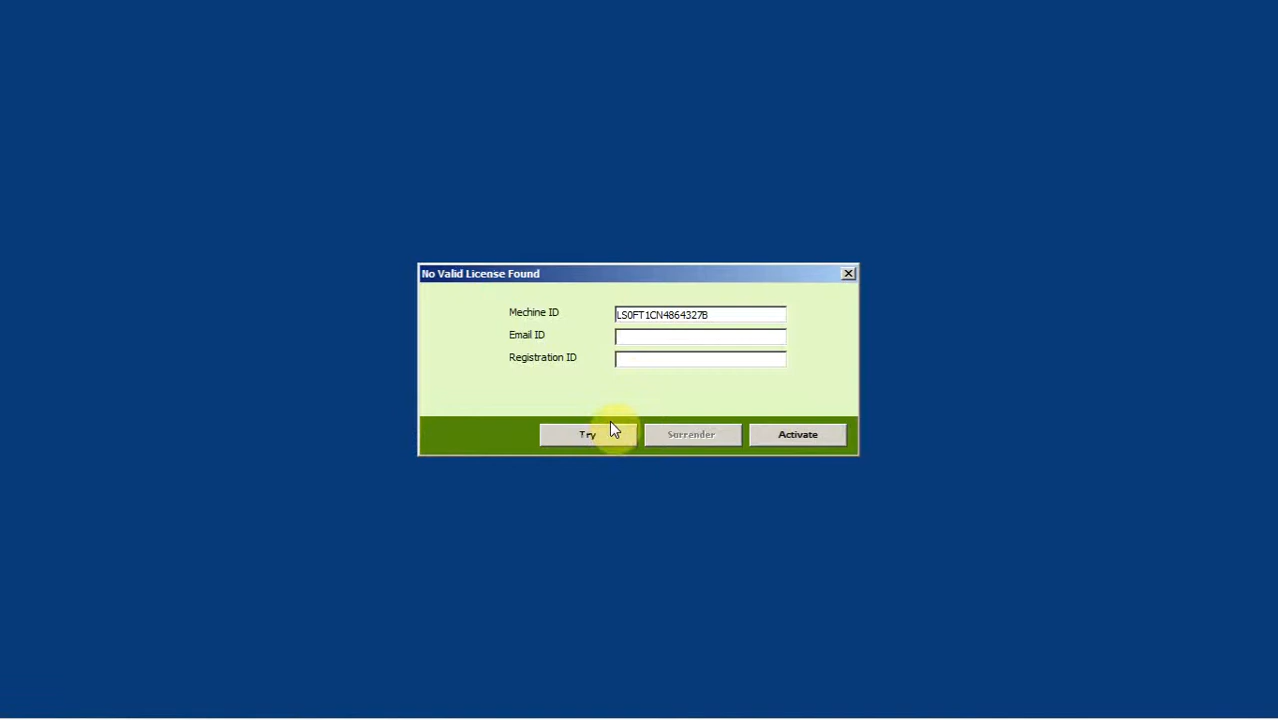 No Valid License Found
Mechine ID LS0FT1CN4864327B
Email ID
Registration ID
Try Surrender Activate